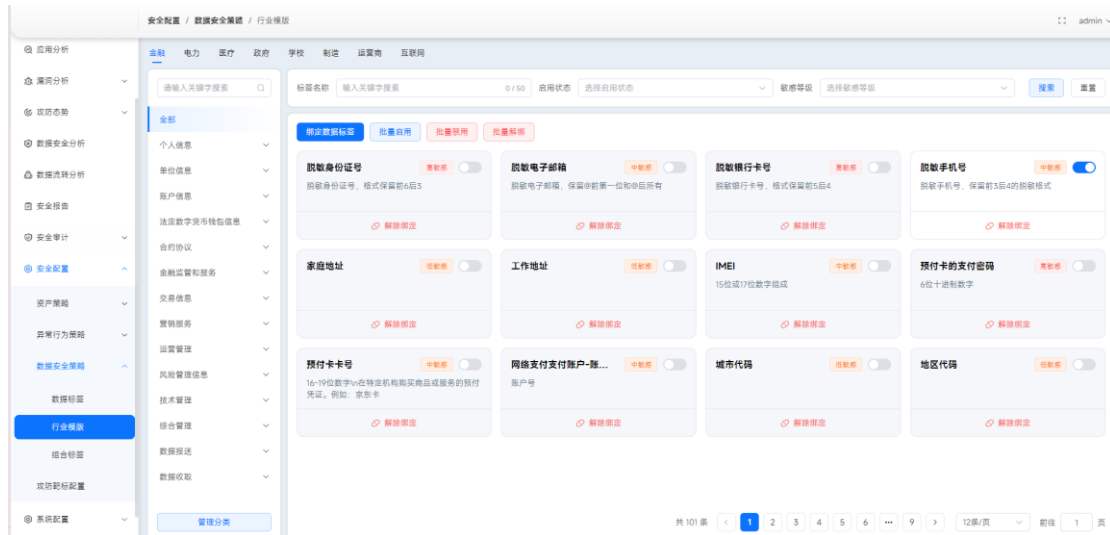 安全配置 / 数据安全策略 / 行业模版
admin
应用分析
漏洞分析
攻防态势
数据安全分析
数据流转分析
安全报告
安全审计
安全配置
资产策略
异常行为策略
数据安全策略
数据标签
行业模版
组合标签
攻防靶标配置
系统配置
金融 电力 医疗 政府 学校 制造 运营商 互联网
请输入关键字搜索
全部
个人信息
单位信息
账户信息
法定数字货币钱包信息
合约协议
金融监管和服务
交易信息
营销服务
运营管理
风险管理信息
技术管理
综合管理
数据报送
数据收取
管理分类
标签名称 输入关键字搜索 0 / 50 启用状态 选择启用状态 敏感等级 选择敏感等级 搜索 重置
绑定数据标签 批量启用 批量禁用 批量解绑
脱敏身份证号 高敏感
脱敏身份证号，格式保留前6后3
解除绑定
脱敏电子邮箱 中敏感
脱敏电子邮箱，保留@前第一位和@后所有
解除绑定
脱敏银行卡号 高敏感
脱敏银行卡号，格式保留前5后4
解除绑定
脱敏手机号 中敏感
脱敏手机号，保留前3后4的脱敏格式
解除绑定
家庭地址 低敏感
解除绑定
工作地址 低敏感
解除绑定
IMEI 中敏感
15位或17位数字组成
解除绑定
预付卡的支付密码 高敏感
6位十进制数字
解除绑定
预付卡卡号 中敏感
16-19位数字\n在特定机构购买商品或服务的预付
凭证。例如：京东卡
解除绑定
网络支付支付账户-账... 中敏感
账户号
解除绑定
城市代码 低敏感
解除绑定
地区代码 低敏感
解除绑定
共 101 条 1 2 3 4 5 6 ··· 9 12条/页 前往 1 页